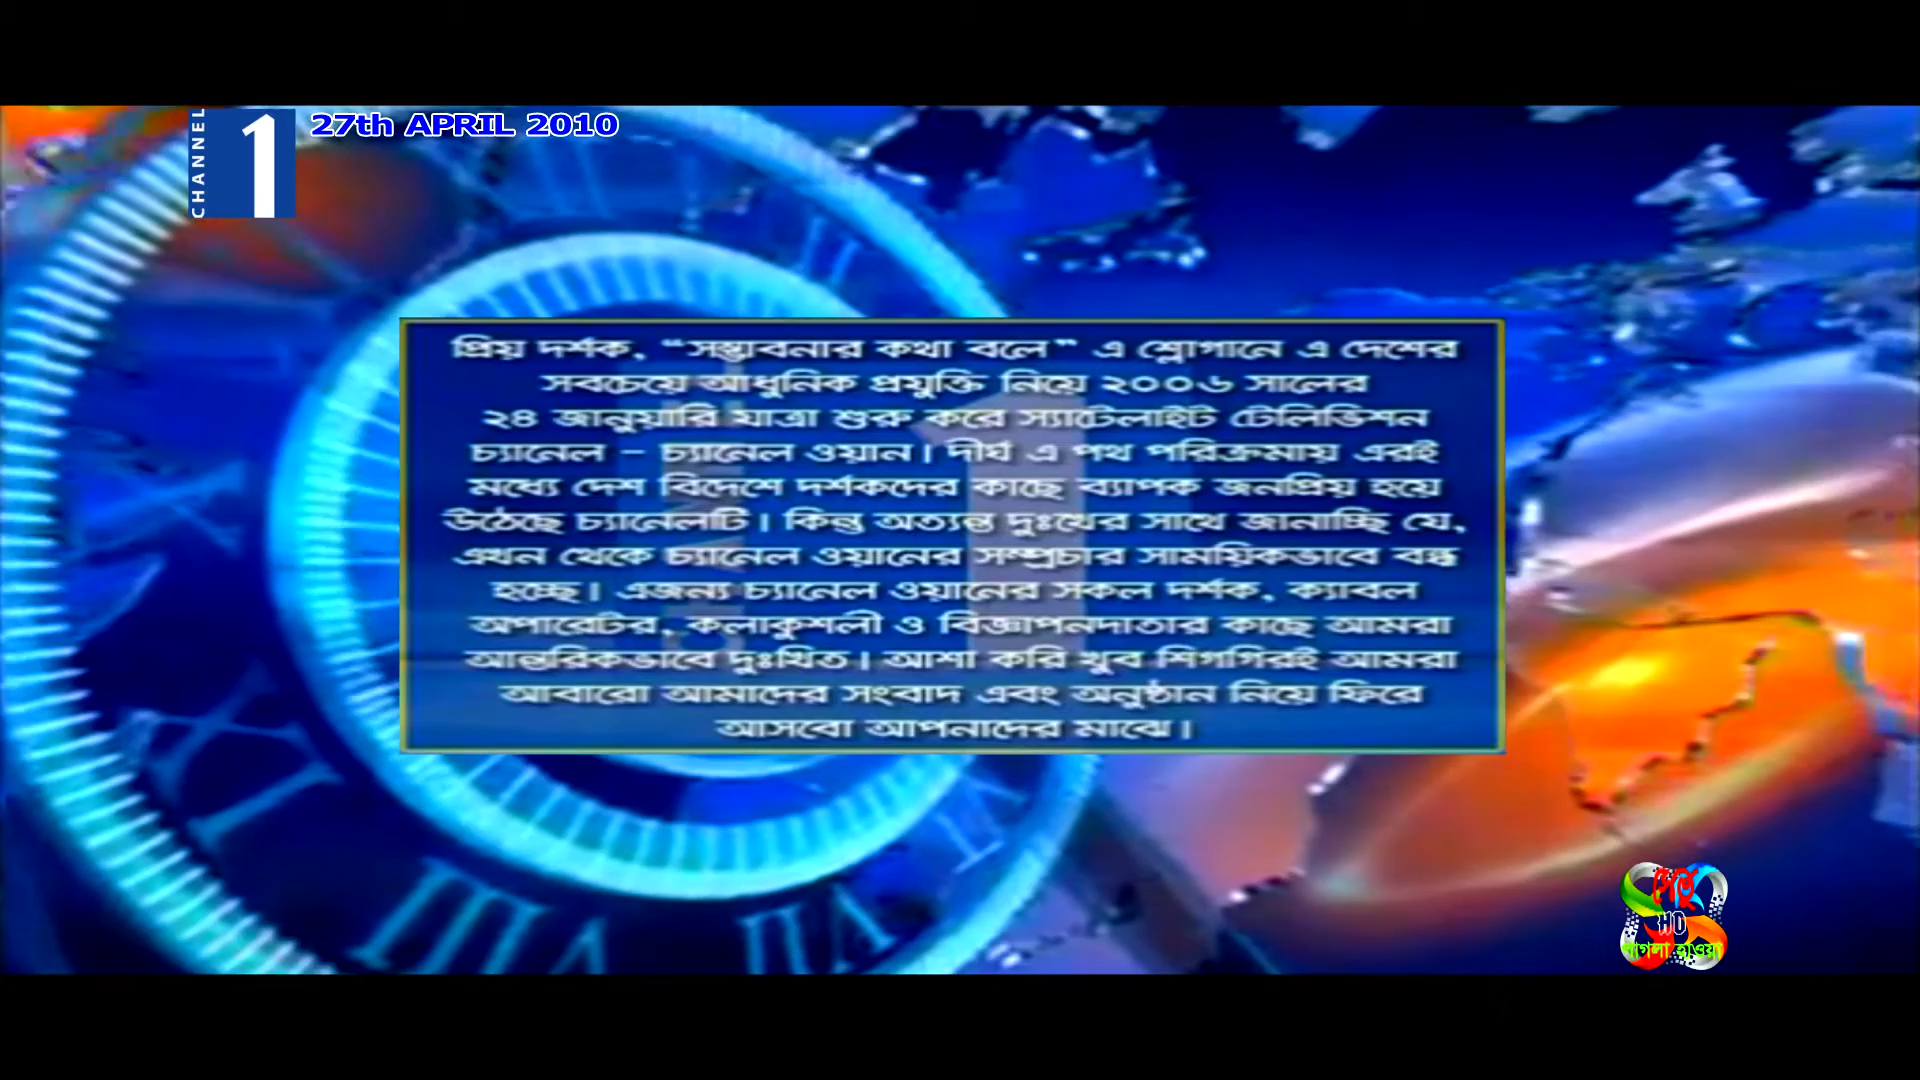 CHANNEL 1
27th APRIL 2010
প্রিয় দর্শক, “সম্ভাবনার কথা বলে” এ শ্লোগানে এ দেশের
সবচেয়ে আধুনিক প্রযুক্তি নিয়ে ২০০৬ সালের
২৪ জানুয়ারি যাত্রা শুরু করে স্যাটেলাইট টেলিভিশন
চ্যানেল – চ্যানেল ওয়ান। দীর্ঘ এ পথ পরিক্রমায় এরই
মধ্যে দেশ বিদেশে দর্শকদের কাছে ব্যাপক জনপ্রিয় হয়ে
উঠেছে চ্যানেলটি। কিন্তু অত্যন্ত দুঃখের সাথে জানাচ্ছি যে,
এখন থেকে চ্যানেল ওয়ানের সম্প্রচার সাময়িকভাবে বন্ধ
হচ্ছে। এজন্য চ্যানেল ওয়ানের সকল দর্শক, ক্যাবল
অপারেটর, কলাকুশলী ও বিজ্ঞাপনদাতার কাছে আমরা
আন্তরিকভাবে দুঃখিত। আশা করি খুব শিগগিরই আমরা
আবারো আমাদের সংবাদ এবং অনুষ্ঠান নিয়ে ফিরে
আসবো আপনাদের মাঝে।
HD
পাগলা হাওয়া